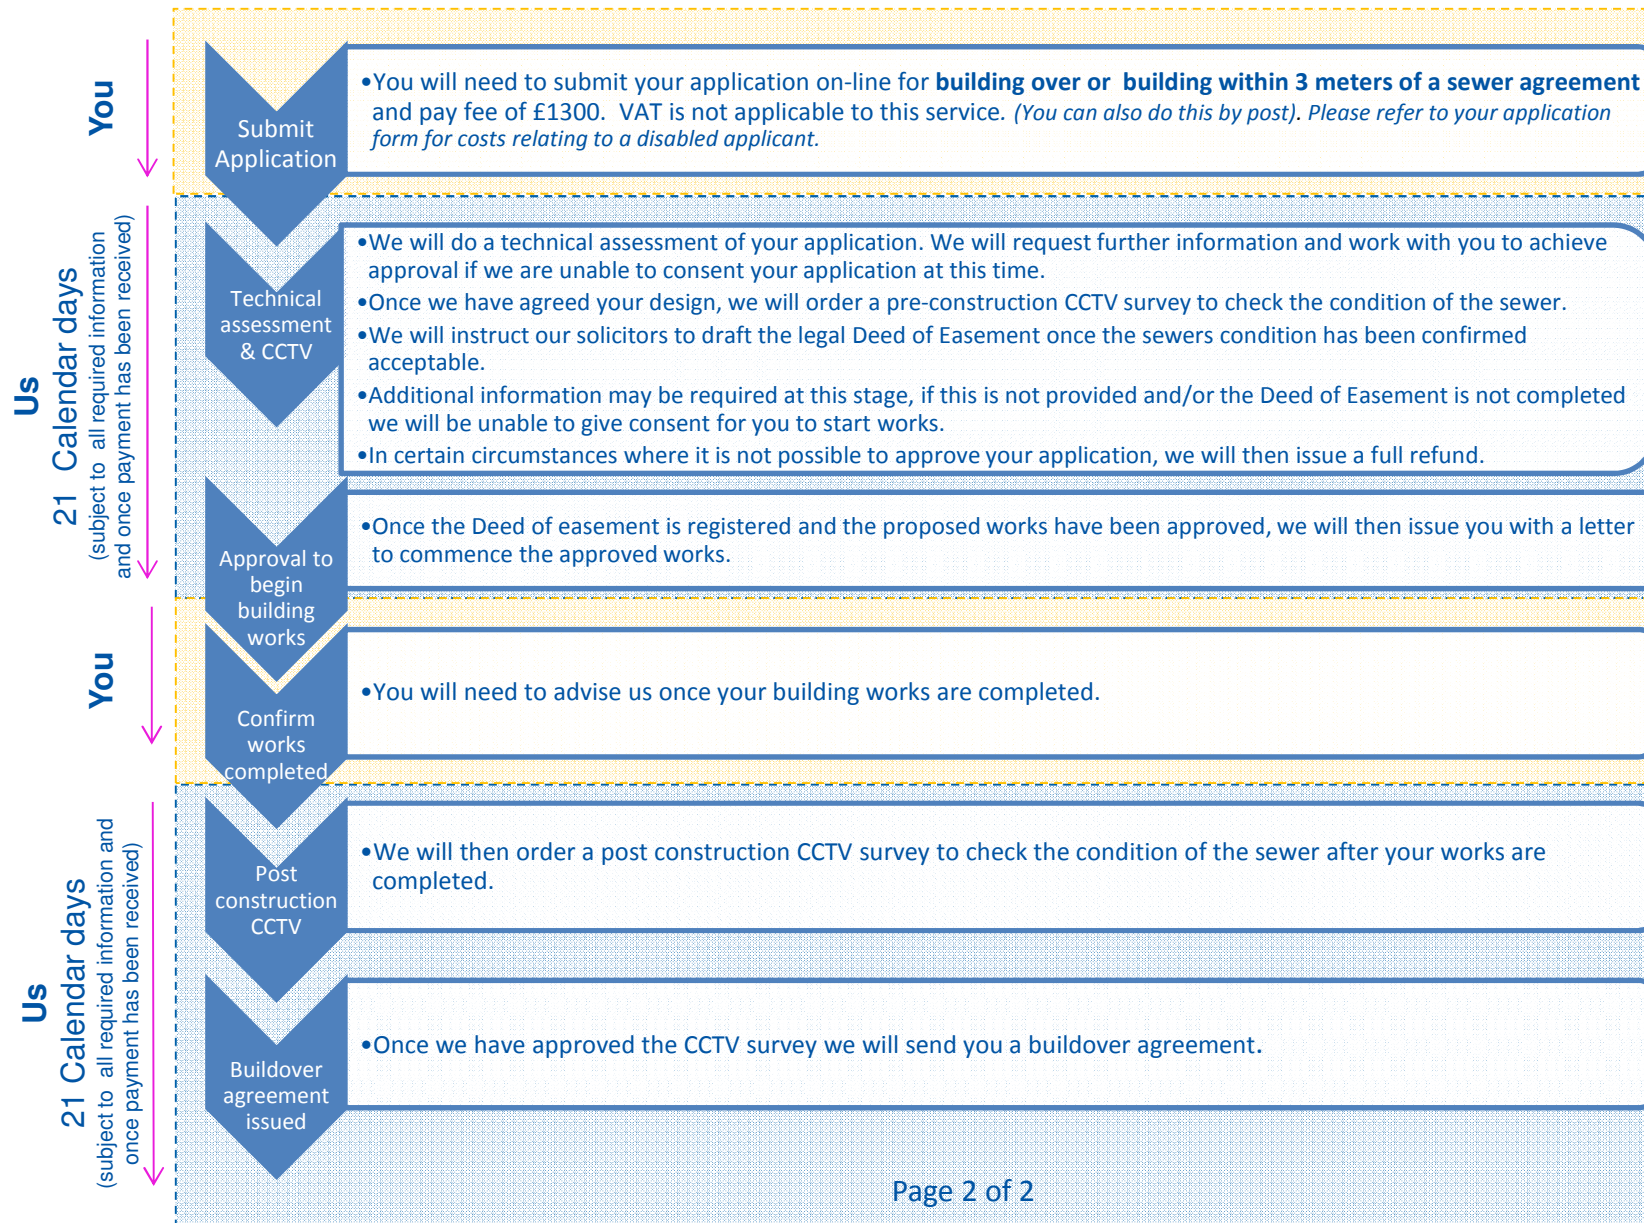 You
Submit
Application
•You will need to submit your application on-line for building over or  building within 3 meters of a sewer agreement
and pay fee of £1300.  VAT is not applicable to this service. (You can also do this by post). Please refer to your application
form for costs relating to a disabled applicant.
Us
21  Calendar days
(subject to  all required information
and once payment has been received)
Technical
assessment
& CCTV
•We will do a technical assessment of your application. We will request further information and work with you to achieve
approval if we are unable to consent your application at this time.
•Once we have agreed your design, we will order a pre-construction CCTV survey to check the condition of the sewer.
•We will instruct our solicitors to draft the legal Deed of Easement once the sewers condition has been confirmed
acceptable.
•Additional information may be required at this stage, if this is not provided and/or the Deed of Easement is not completed
we will be unable to give consent for you to start works.
•In certain circumstances where it is not possible to approve your application, we will then issue a full refund.
Approval to
begin
building
works
•Once the Deed of easement is registered and the proposed works have been approved, we will then issue you with a letter
to commence the approved works.
You
Confirm
works
completed
•You will need to advise us once your building works are completed.
Us
21 Calendar days
(subject to  all required information and
once payment has been received)
Post
construction
CCTV
•We will then order a post construction CCTV survey to check the condition of the sewer after your works are
completed.
Buildover
agreement
issued
•Once we have approved the CCTV survey we will send you a buildover agreement.
Page 2 of 2